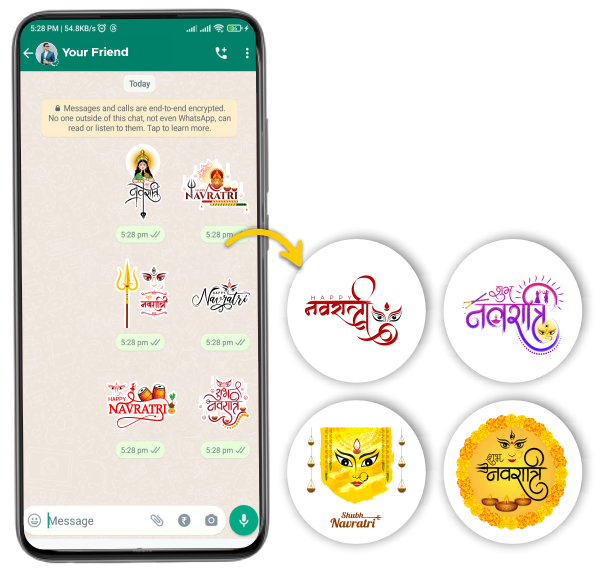 5:28 PM | 54.8KB/s
Your Friend
Today
Messages and calls are end-to-end encrypted.
No one outside of this chat, not even WhatsApp, can
read or listen to them. Tap to learn more.
नवरात्रि
HAPPY
NAVRATRI
5:28 pm
5:28 pm
नवरात्रि
HAPPY
Navratri
5:28 pm
5:28 pm
HAPPY
NAVRATRI
शुभ
नवरात्रि
5:28 pm
5:28 pm
Message
HAPPY
नवरात्री
शुभ
नवरात्रि
Shubh
Navratri
शुभ
नवरात्रि